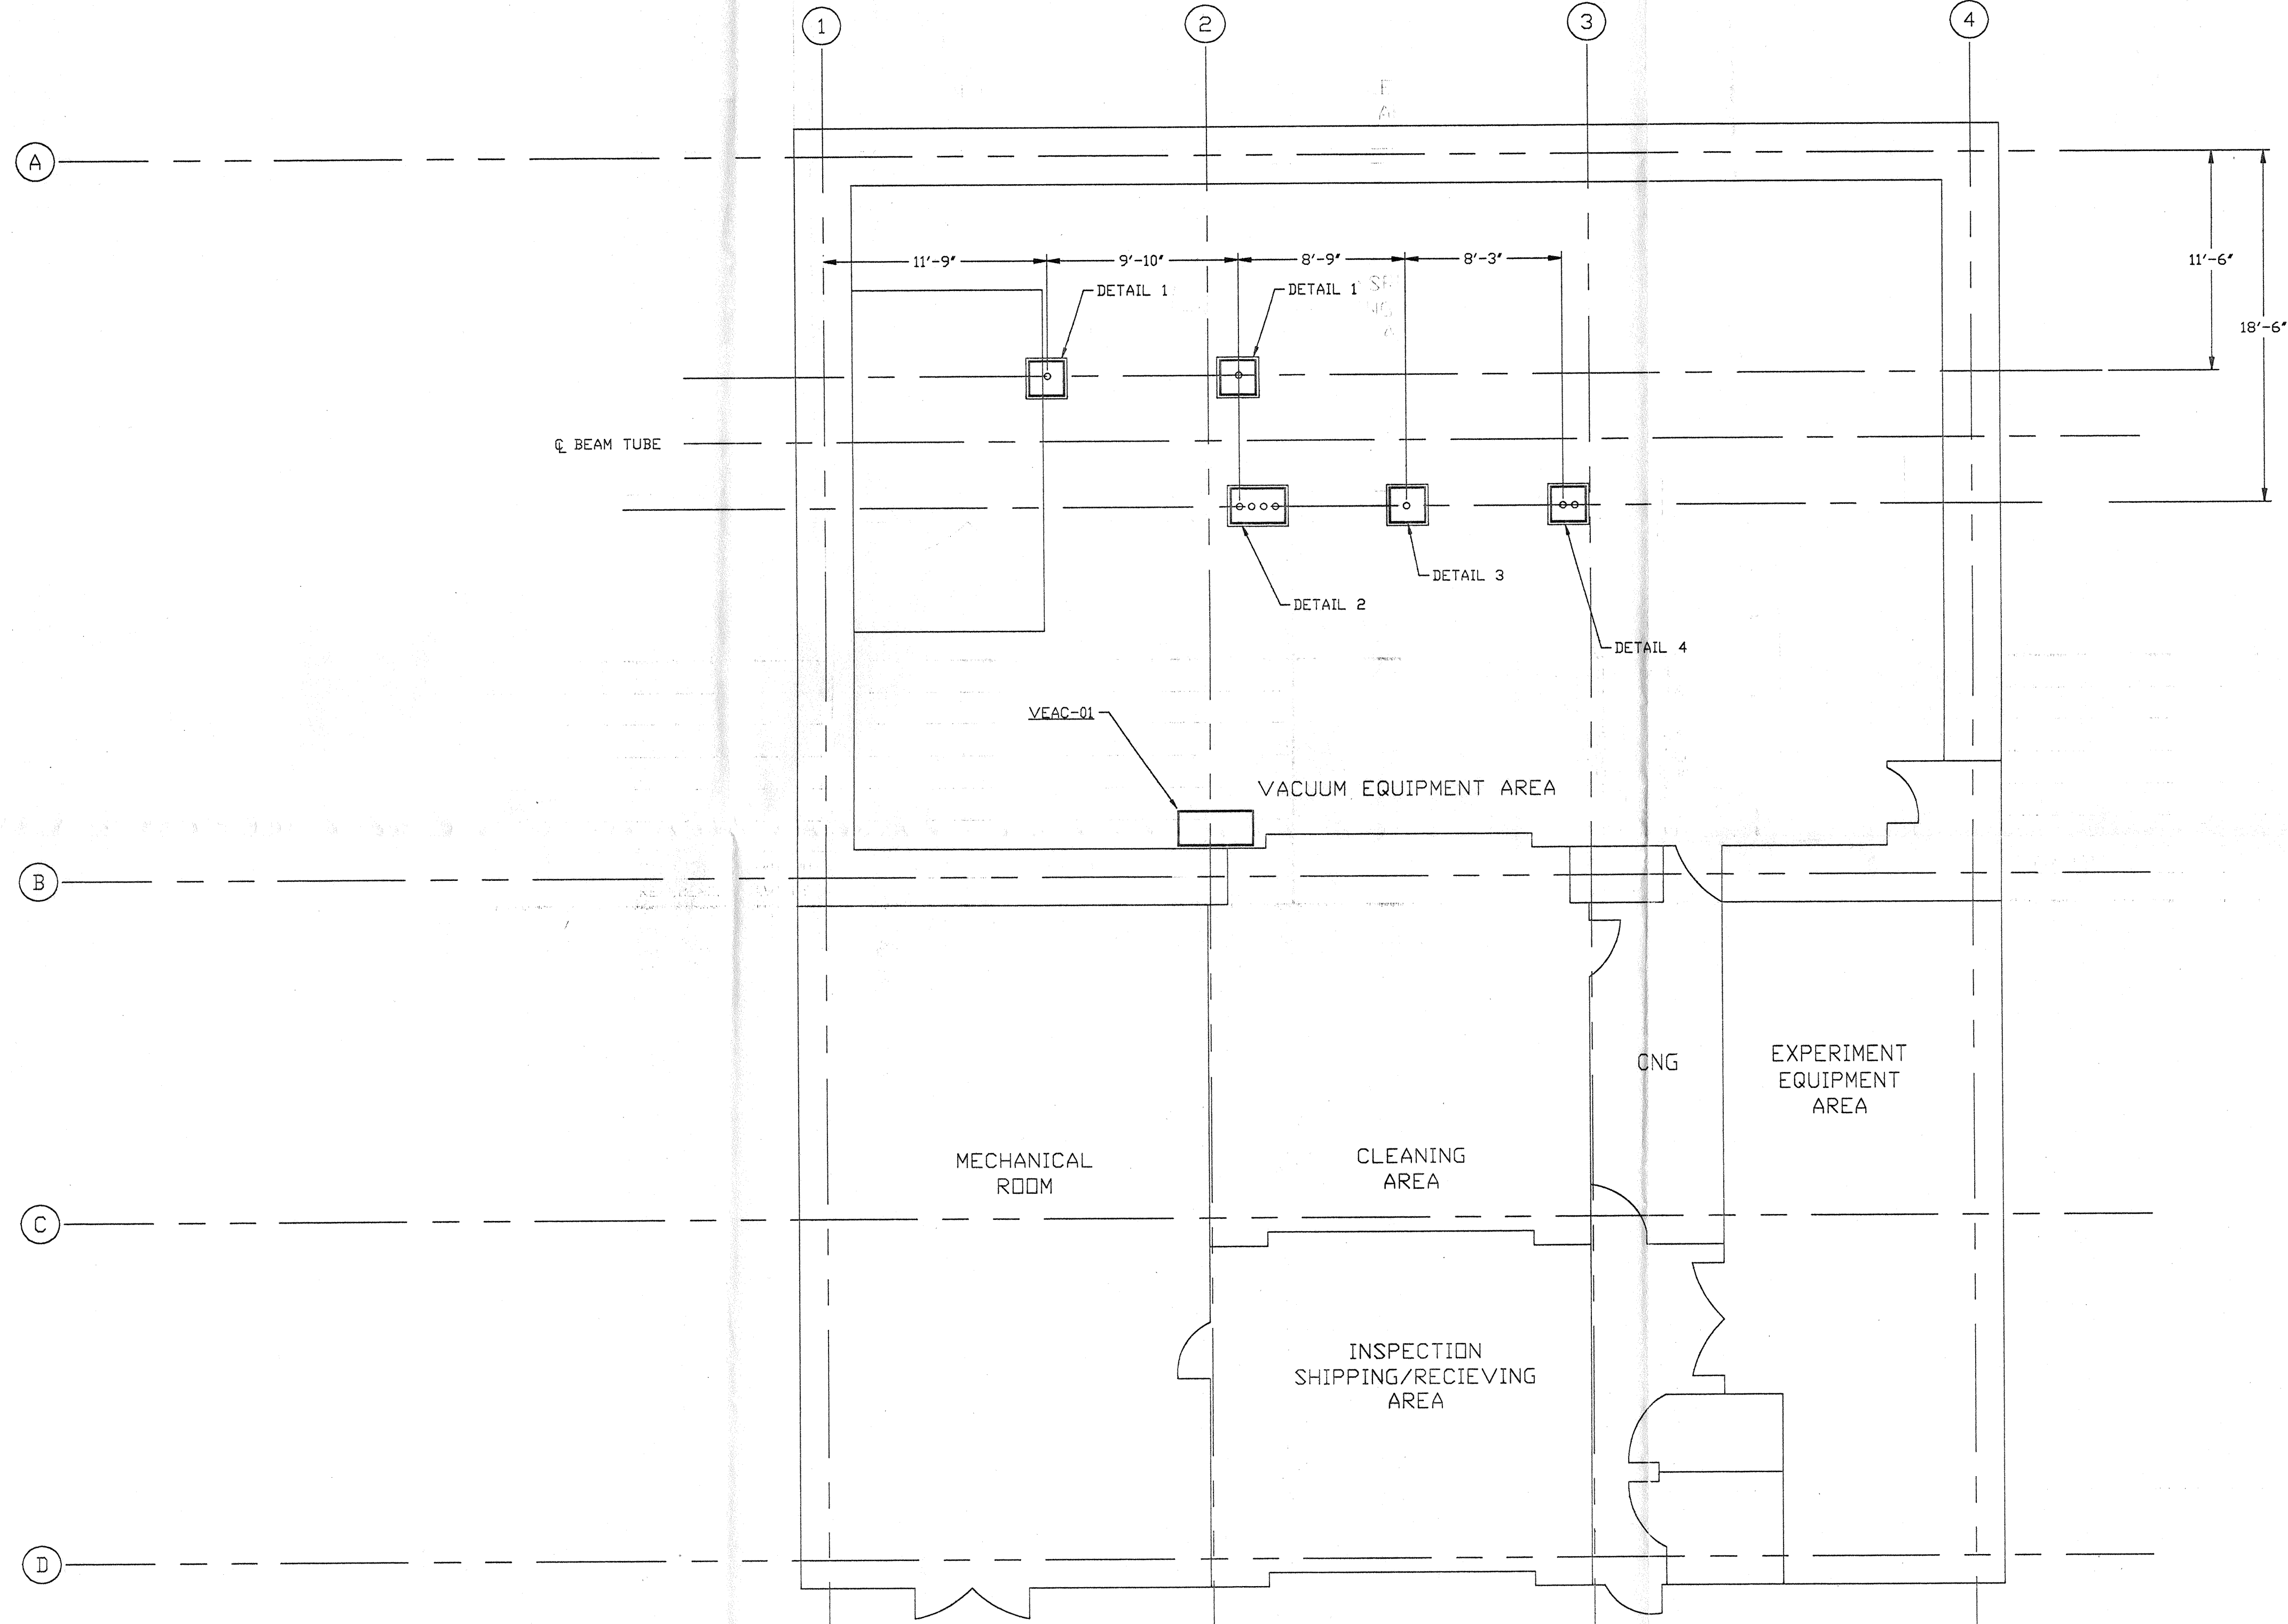 1
2
3
4
A
11'-9"
9'-10"
8'-9"
8'-3"
11'-6"
DETAIL 1
DETAIL 1
18'-6"
℄ BEAM TUBE
DETAIL 3
DETAIL 2
DETAIL 4
VEAC-01
VACUUM EQUIPMENT AREA
B
CNG
EXPERIMENT
EQUIPMENT
AREA
MECHANICAL
ROOM
CLEANING
AREA
C
INSPECTION
SHIPPING/RECIEVING
AREA
D